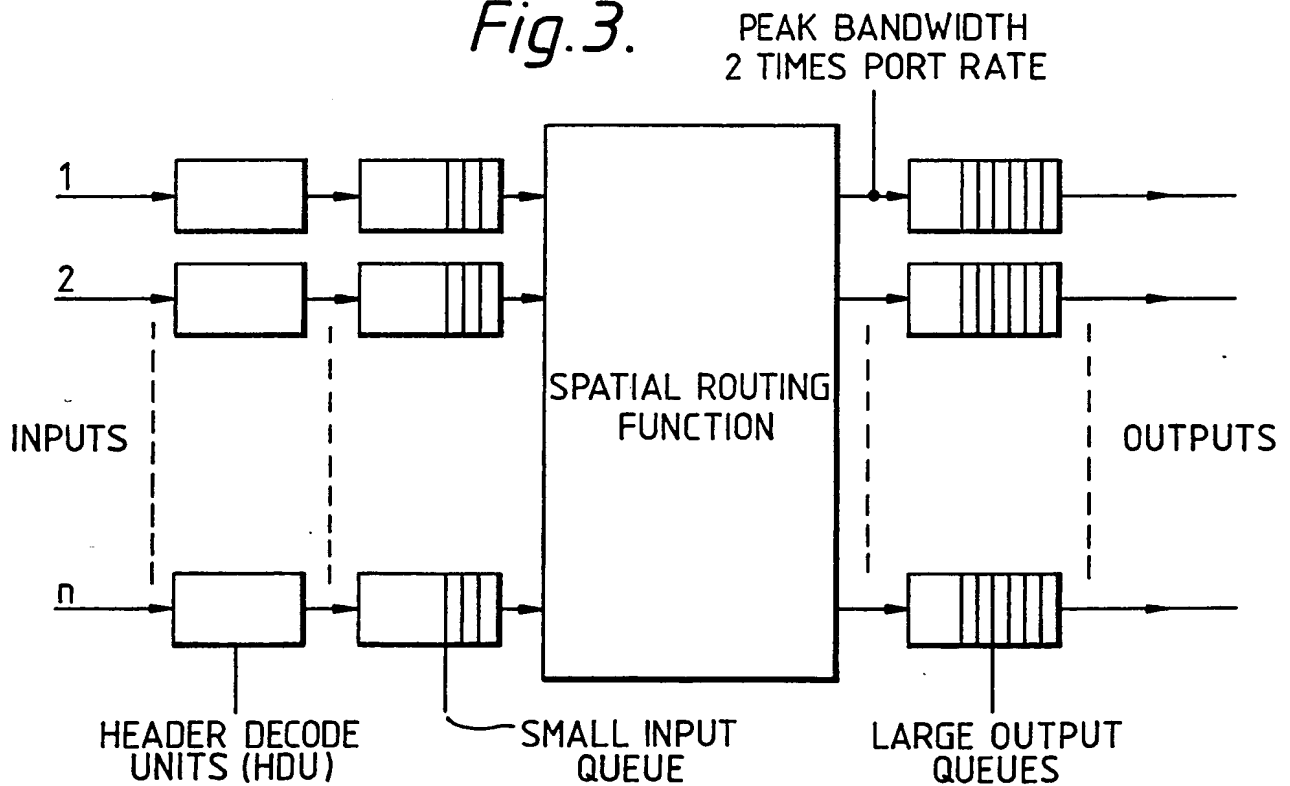 Fig.3.
PEAK BANDWIDTH
2 TIMES PORT RATE
1
2
SPATIAL ROUTING
FUNCTION
INPUTS
OUTPUTS
n
HEADER DECODE
UNITS (HDU)
SMALL INPUT
QUEUE
LARGE OUTPUT
QUEUES